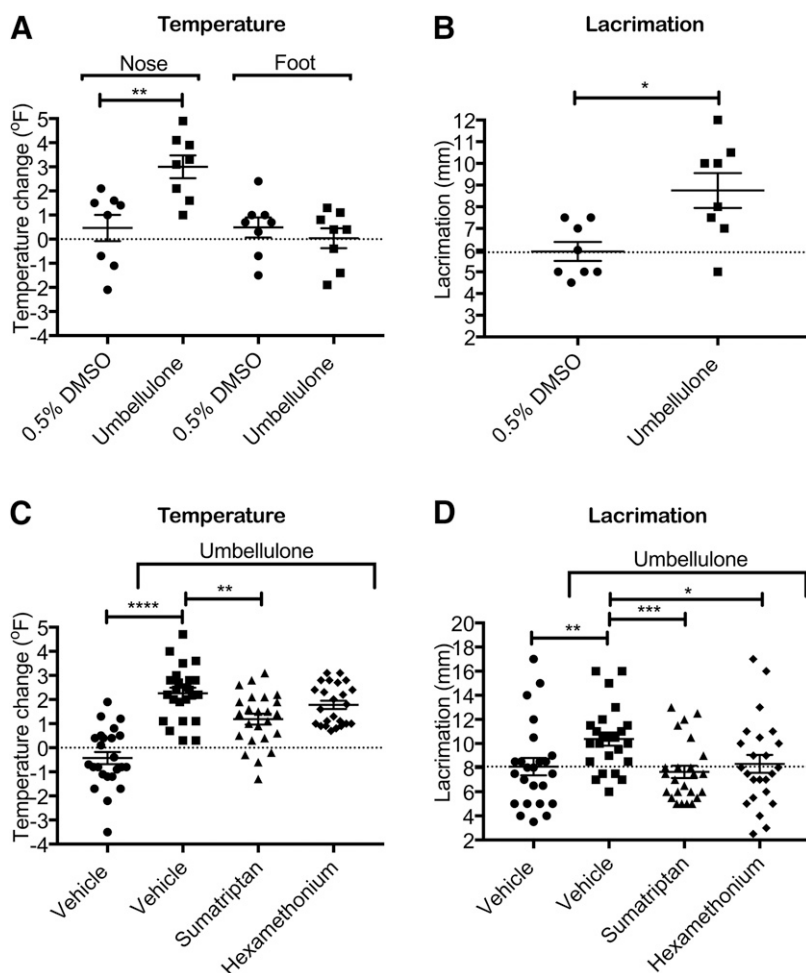 A
Temperature
Nose
Foot
**
Temperature change (°F)
5
4
3
2
1
0
-1
-2
-3
-4
0.5% DMSO
Umbellulone
0.5% DMSO
Umbellulone
B
Lacrimation
*
Lacrimation (mm)
12
11
10
9
8
7
6
5
4
3
2
0.5% DMSO
Umbellulone
C
Temperature
Umbellulone
****
**
Temperature change (°F)
5
4
3
2
1
0
-1
-2
-3
-4
Vehicle
Vehicle
Sumatriptan
Hexamethonium
D
Lacrimation
Umbellulone
*
***
**
Lacrimation (mm)
20
18
16
14
12
10
8
6
4
2
Vehicle
Vehicle
Sumatriptan
Hexamethonium